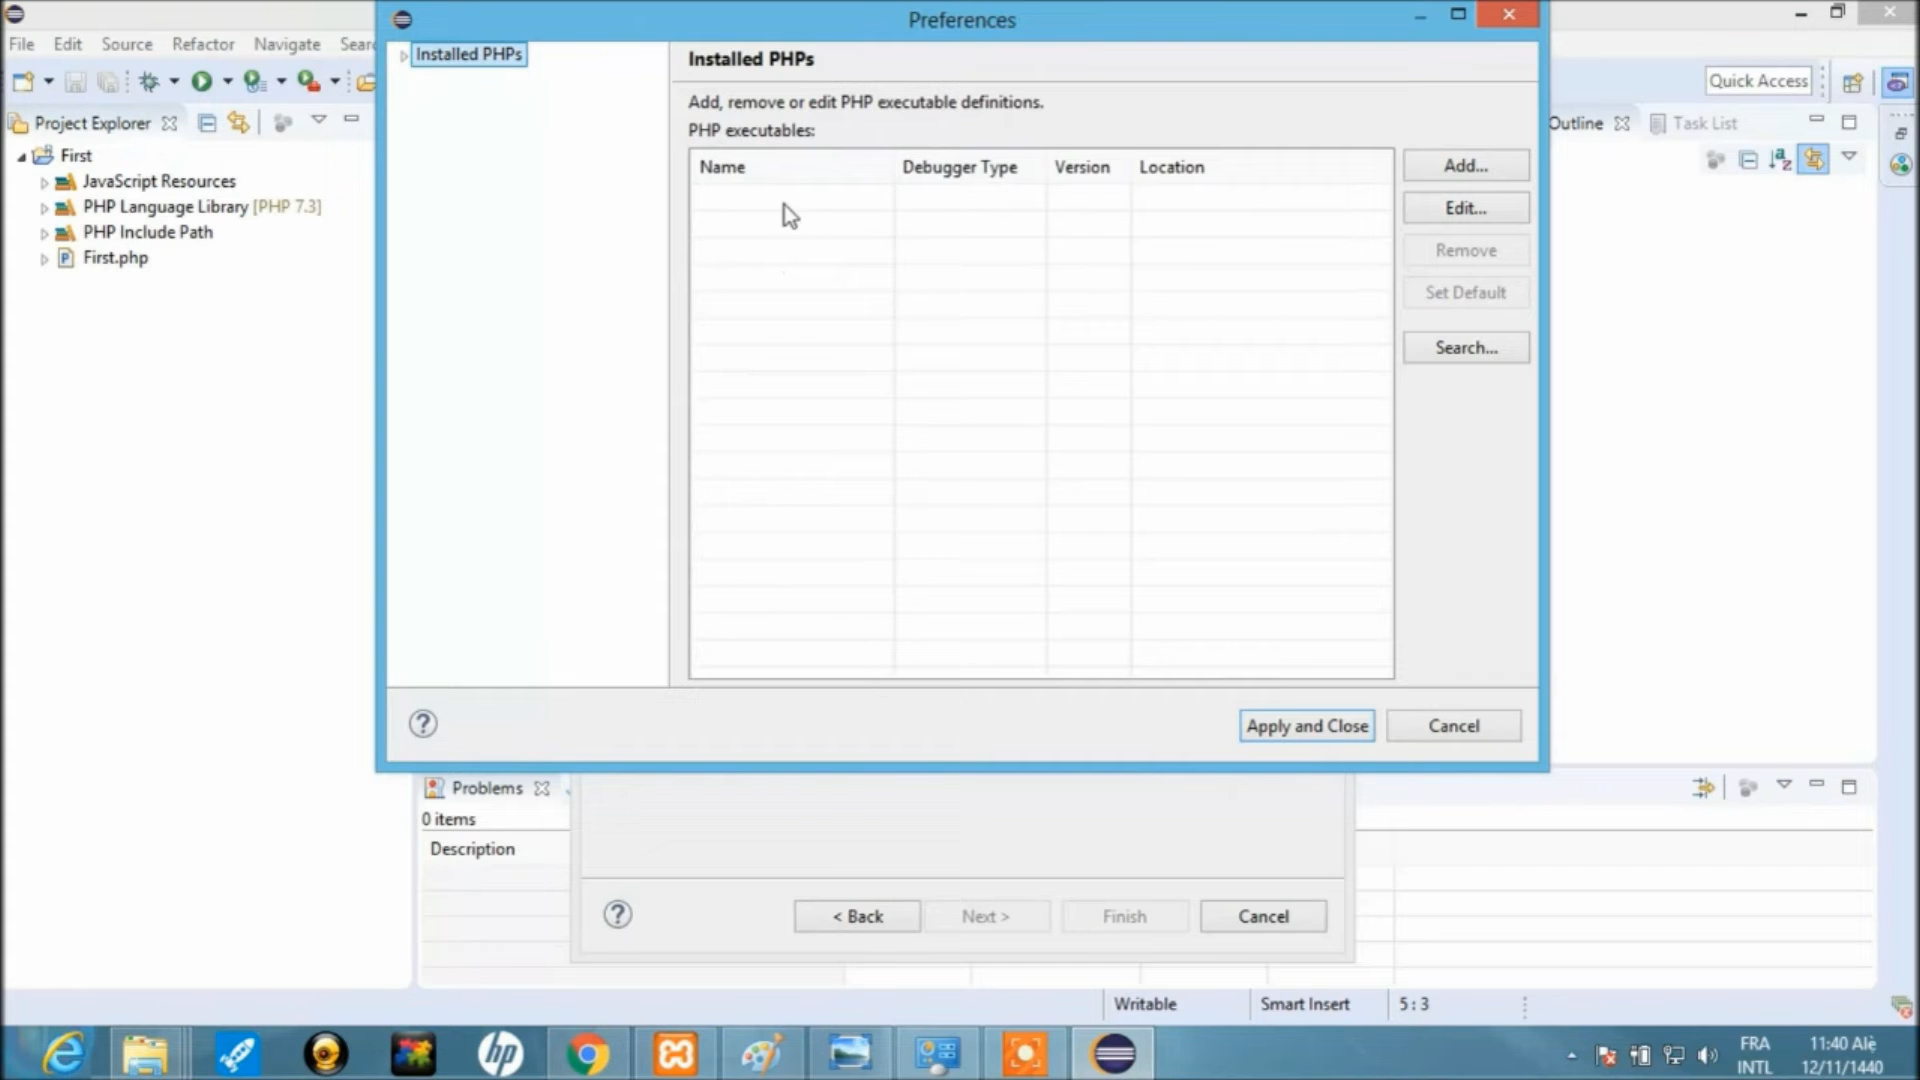 Preferences
File Edit Source Refactor Navigate Sear
Quick Access
Installed PHPs
Installed PHPs
Add, remove or edit PHP executable definitions.
PHP executables:
Name Debugger Type Version Location
Add...
Edit...
Remove
Set Default
Search...
Apply and Close Cancel
Project Explorer
First
JavaScript Resources
PHP Language Library [PHP 7.3]
PHP Include Path
First.php
Outline Task List
Problems
0 items
Description
< Back Next > Finish Cancel
Writable Smart Insert 5 : 3
hp
FRA
INTL
11:40 Alè
12/11/1440